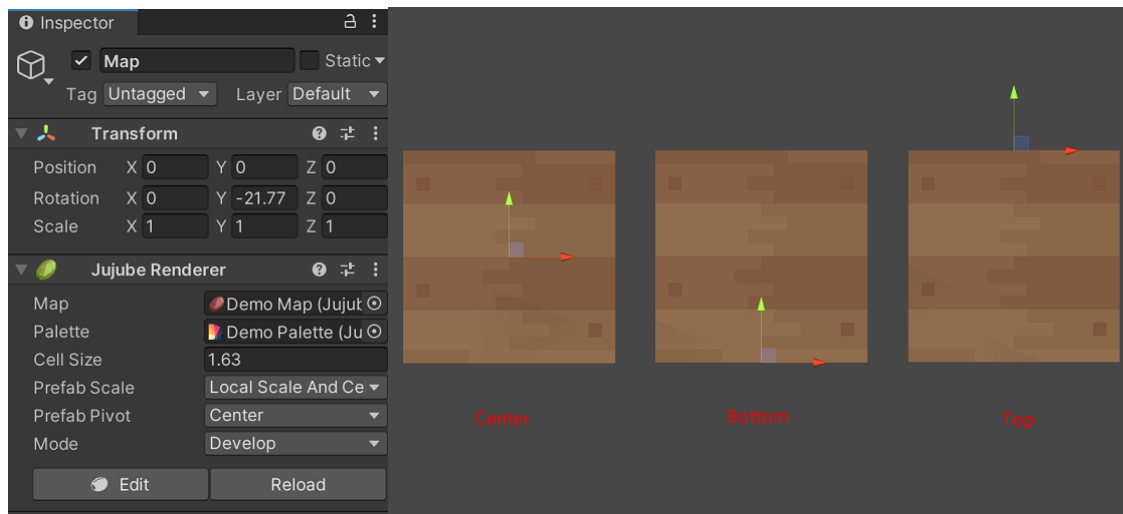 Inspector
Map
Static
Tag Untagged Layer Default
Transform
Position X 0 Y 0 Z 0
Rotation X 0 Y -21.77 Z 0
Scale X 1 Y 1 Z 1
Jujube Renderer
Map Demo Map (Jujub
Palette Demo Palette (Ju
Cell Size 1.63
Prefab Scale Local Scale And Ce
Prefab Pivot Center
Mode Develop
Edit Reload
Center Bottom Top